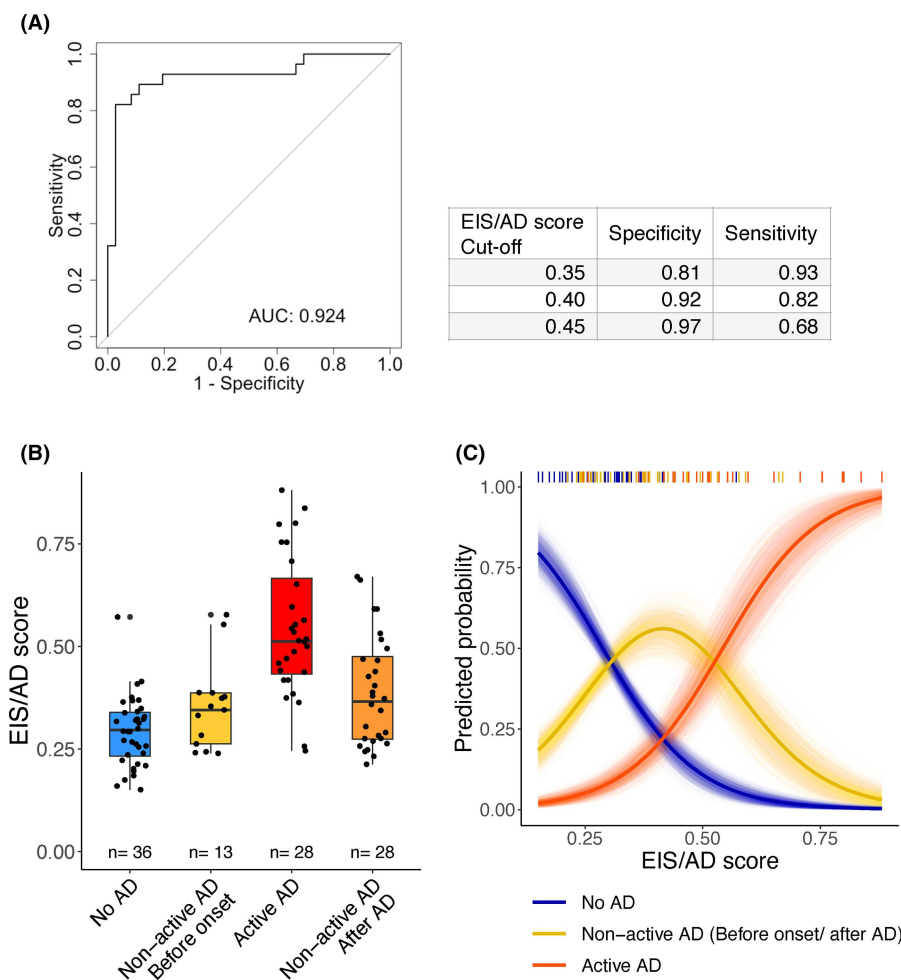 (A)
Sensitivity
1.0
0.8
0.6
0.4
0.2
0.0
AUC: 0.924
0.0 0.2 0.4 0.6 0.8 1.0
1 - Specificity
EIS/AD score Cut-off Specificity Sensitivity
0.35 0.81 0.93
0.40 0.92 0.82
0.45 0.97 0.68
(B)
EIS/AD score
0.75
0.50
0.25
0.00
n= 36 n= 13 n= 28 n= 28
No AD
Non−active AD
Before onset
Active AD
Non−active AD
After AD
(C)
Predicted probability
1.00
0.75
0.50
0.25
0.00
0.25 0.50 0.75
EIS/AD score
No AD
Non−active AD (Before onset/ after AD)
Active AD